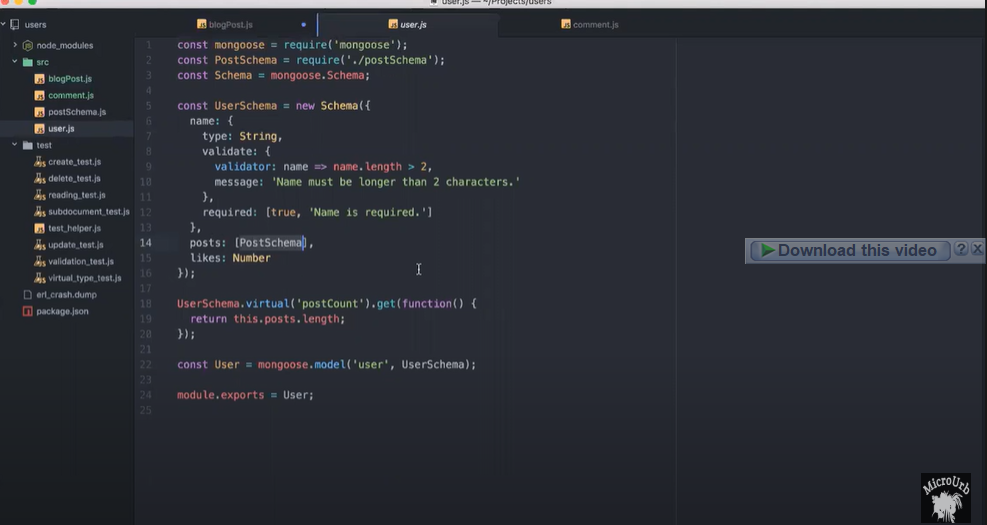 user.js — ~/Projects/users
users
blogPost.js
user.js
comment.js
node_modules
src
blogPost.js
comment.js
postSchema.js
user.js
test
create_test.js
delete_test.js
reading_test.js
subdocument_test.js
test_helper.js
update_test.js
validation_test.js
virtual_type_test.js
erl_crash.dump
package.json
1 const mongoose = require('mongoose');
2 const PostSchema = require('./postSchema');
3 const Schema = mongoose.Schema;
4
5 const UserSchema = new Schema({
6 name: {
7 type: String,
8 validate: {
9 validator: name => name.length > 2,
10 message: 'Name must be longer than 2 characters.'
11 },
12 required: [true, 'Name is required.']
13 },
14 posts: [PostSchema],
15 likes: Number
16 });
17
18 UserSchema.virtual('postCount').get(function() {
19 return this.posts.length;
20 });
21
22 const User = mongoose.model('user', UserSchema);
23
24 module.exports = User;
25
Download this video ? X
MicroUrb